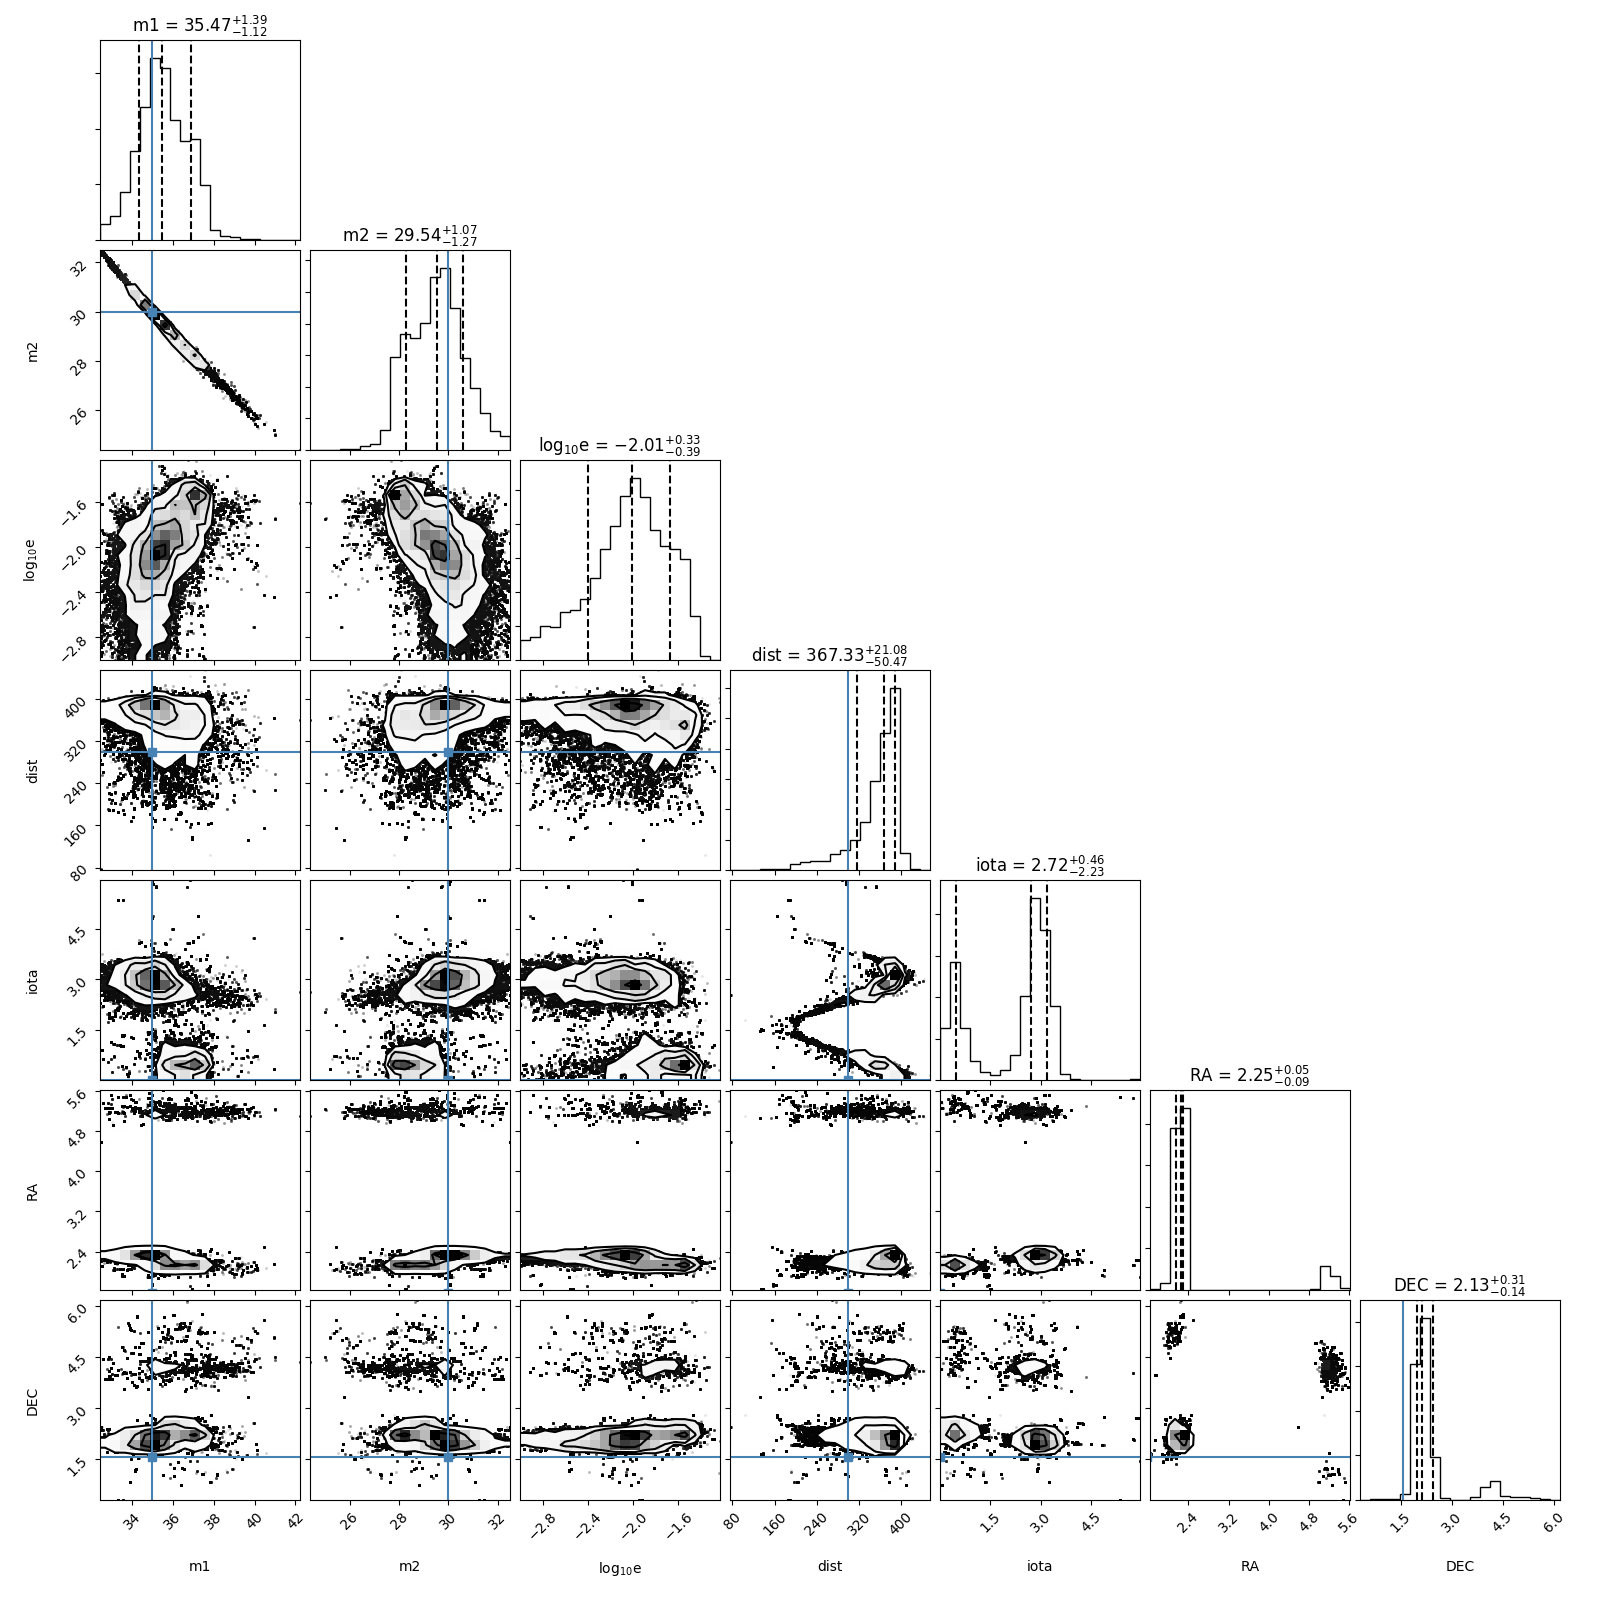 m1 = 35.47+1.39−1.12
m2 = 29.54+1.07−1.27
32
30
28
26
m2
log10e = −2.01+0.33−0.39
−1.6
−2.0
−2.4
−2.8
log10e
dist = 367.33+21.08−50.47
400
320
240
160
80
dist
iota = 2.72+0.46−2.23
4.5
3.0
1.5
iota
RA = 2.25+0.05−0.09
5.6
4.8
4.0
3.2
2.4
RA
DEC = 2.13+0.31−0.14
6.0
4.5
3.0
1.5
DEC
34 36 38 40 42 26 28 30 32 −2.8 −2.4 −2.0 −1.6 80 160 240 320 400 1.5 3.0 4.5 2.4 3.2 4.0 4.8 5.6 1.5 3.0 4.5 6.0
m1 m2 log10e dist iota RA DEC